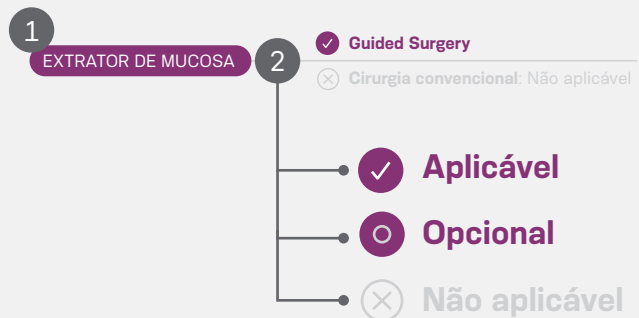 1
EXTRATOR DE MUCOSA
2
Guided Surgery
Cirurgia convencional: Não aplicável
Aplicável
Opcional
Não aplicável